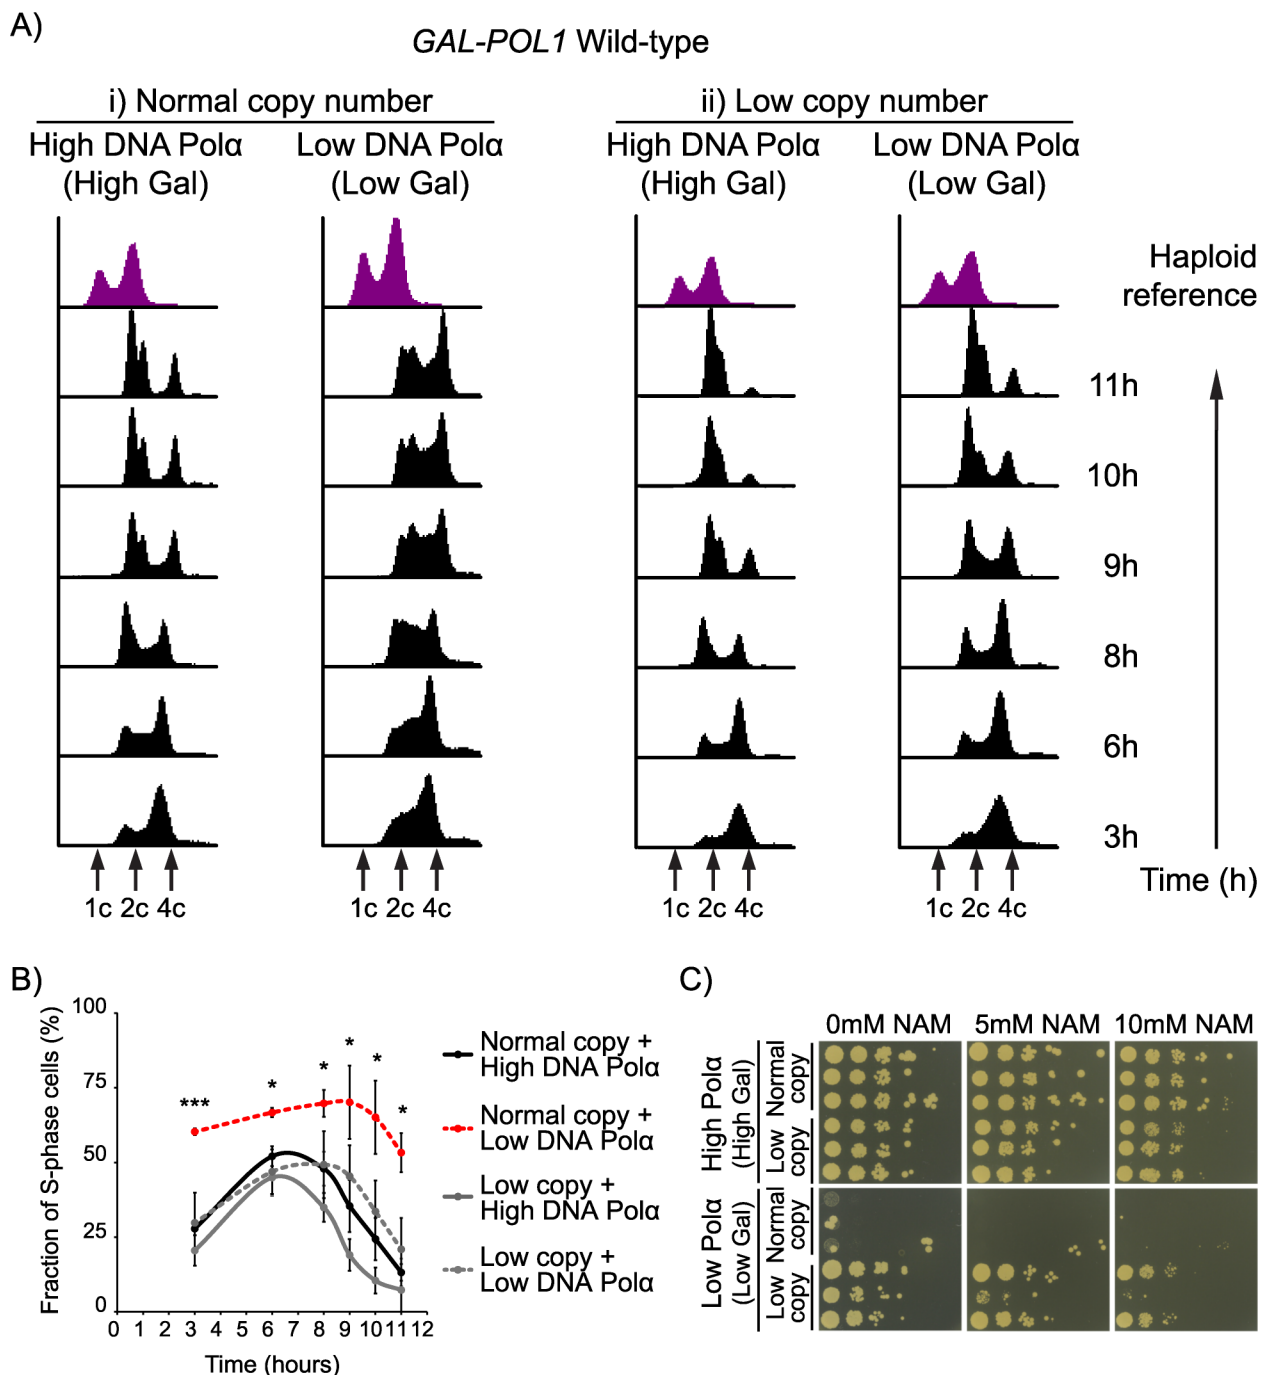 A)
GAL-POL1 Wild-type
i) Normal copy number
ii) Low copy number
High DNA Polα
(High Gal)
Low DNA Polα
(Low Gal)
High DNA Polα
(High Gal)
Low DNA Polα
(Low Gal)
Haploid
reference
11h
10h
9h
8h
6h
3h
Time (h)
1c 2c 4c
1c 2c 4c
1c 2c 4c
1c 2c 4c
B)
Fraction of S-phase cells (%)
100
75
50
25
0
*** * * * * *
0 1 2 3 4 5 6 7 8 9 10 11 12
Time (hours)
Normal copy +
High DNA Polα
Normal copy +
Low DNA Polα
Low copy +
High DNA Polα
Low copy +
Low DNA Polα
C)
0mM NAM 5mM NAM 10mM NAM
High Polα
(High Gal)
Normal
copy
Low
copy
Low Polα
(Low Gal)
Normal
copy
Low
copy